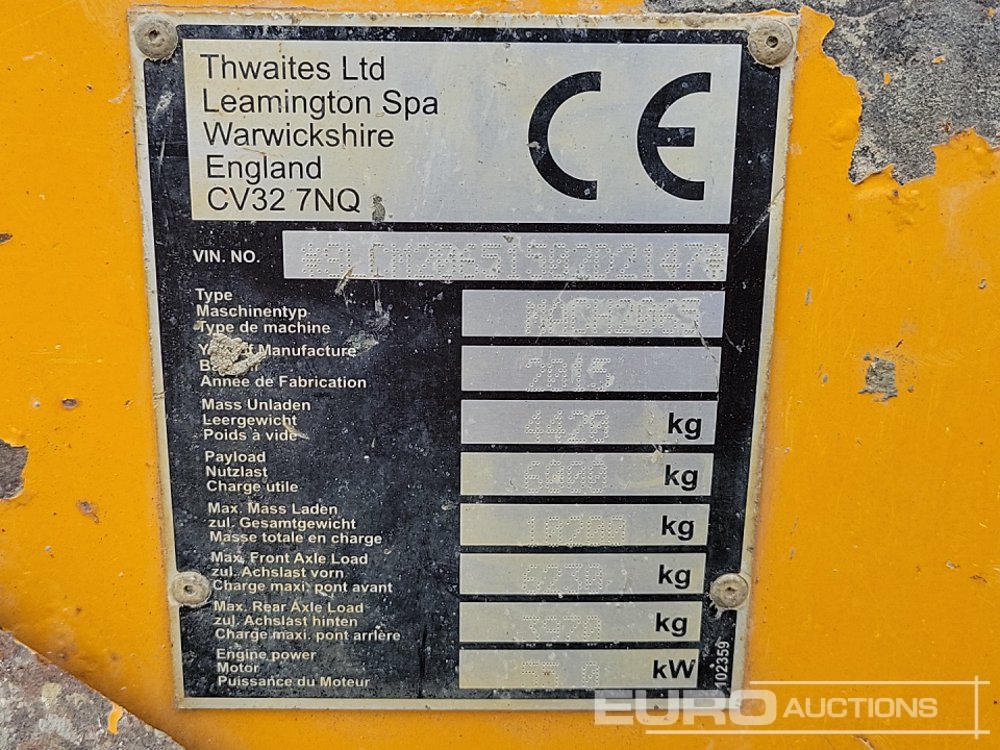 Thwaites Ltd
Leamington Spa
Warwickshire
England
CV32 7NQ
CE
VIN. NO.
Type
Maschinentyp
Type de machine
Manufacture
Année de Fabrication
2015
Mass Unladen
Leergewicht
Poids à vide
4420 kg
Payload
Nutzlast
Charge utile
6000 kg
Max. Mass Laden
zul. Gesamtgewicht
Masse totale en charge
kg
Max. Front Axle Load
zul. Achslast vorn
Charge maxi. pont avant
kg
Max. Rear Axle Load
zul. Achslast hinten
Charge maxi. pont arrière
kg
Engine power
Motor
Puissance du Moteur
kW
102359
EURO AUCTIONS